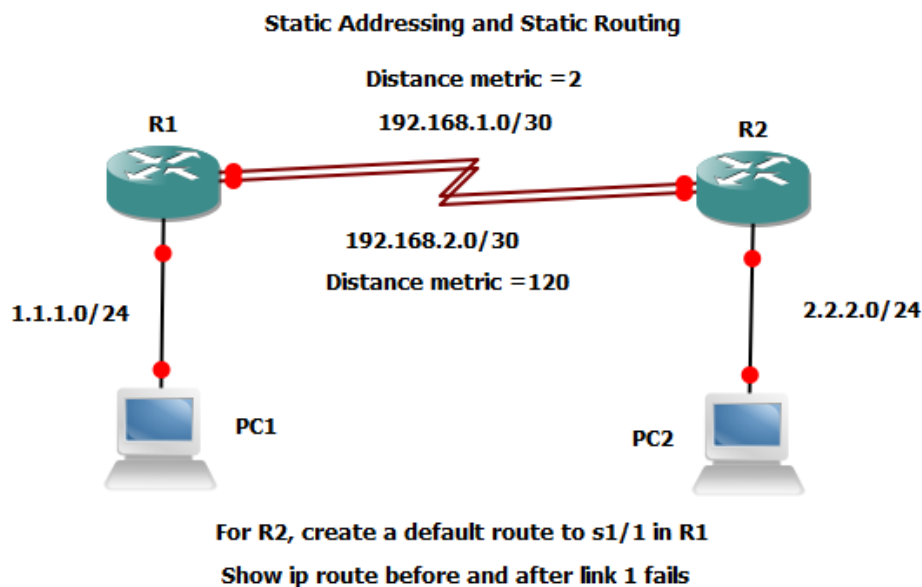 Static Addressing and Static Routing
Distance metric =2
R1
192.168.1.0/30
R2
192.168.2.0/30
Distance metric =120
1.1.1.0/24
2.2.2.0/24
PC1
PC2
For R2, create a default route to s1/1 in R1
Show ip route before and after link 1 fails